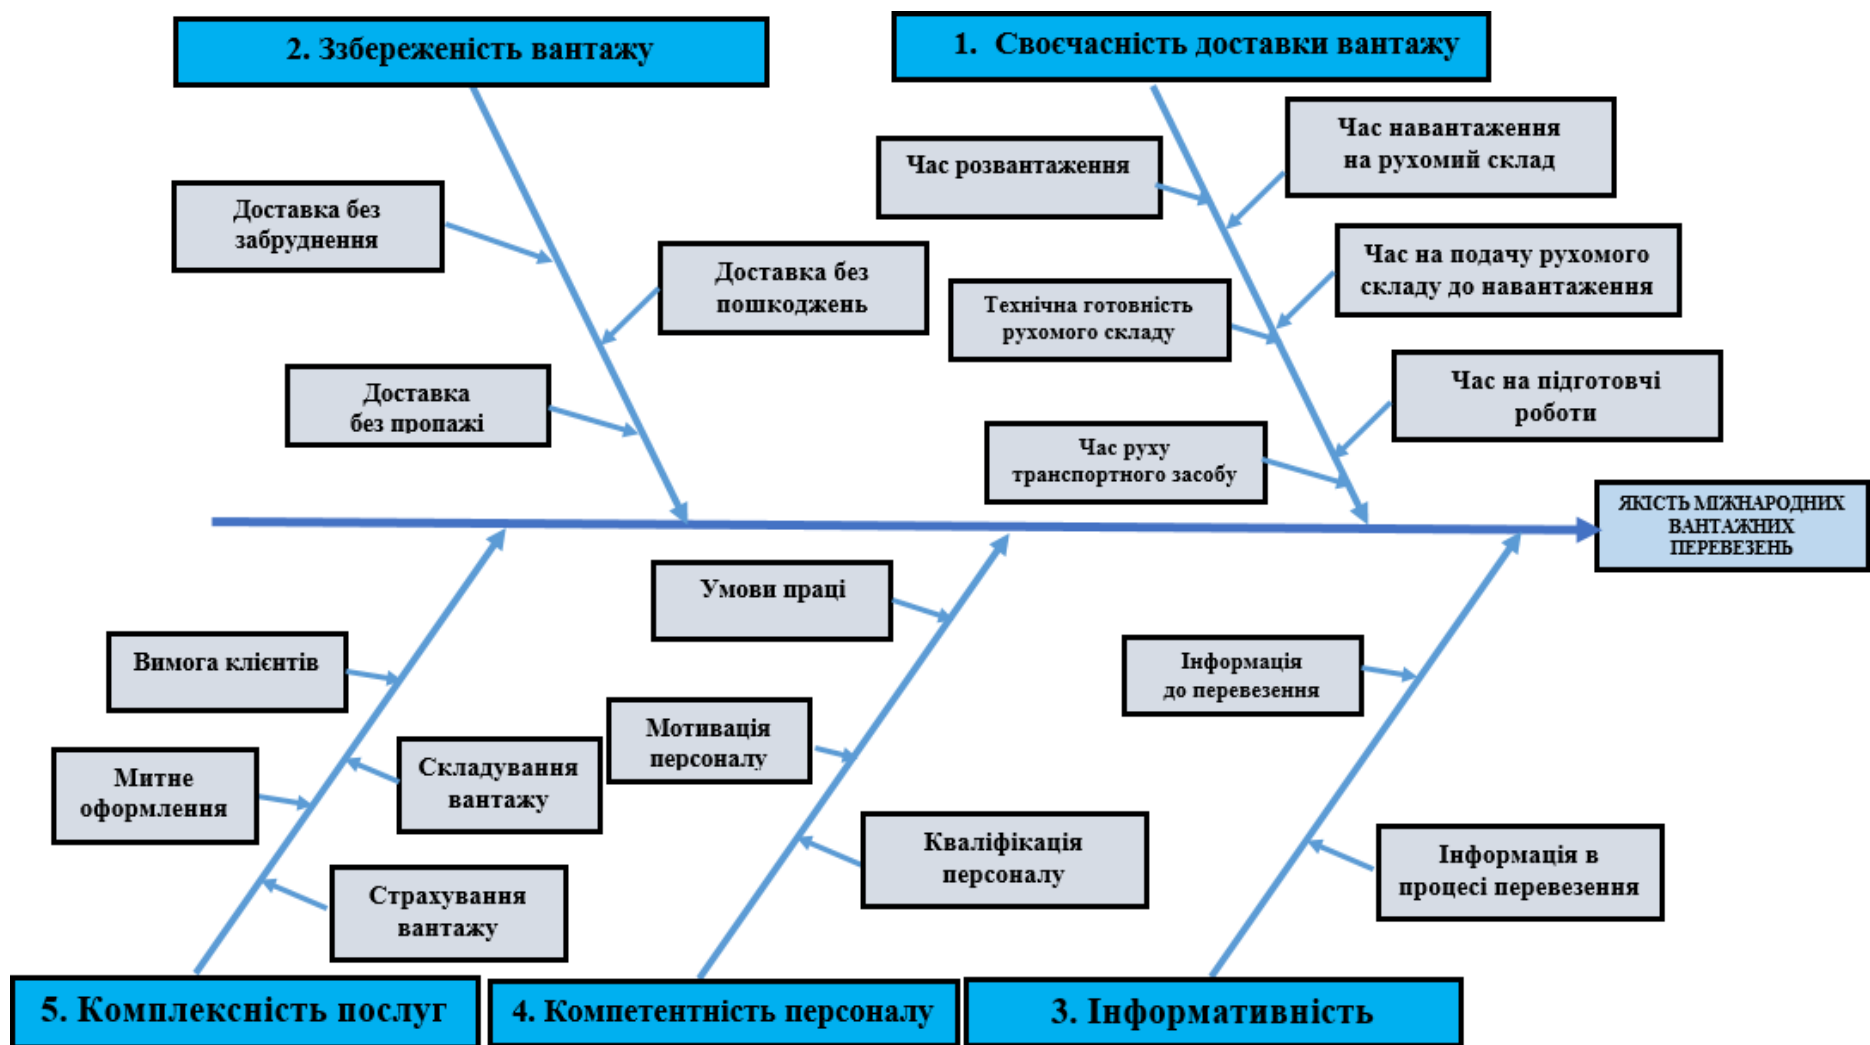 2. Ззбереженість вантажу
1. Своєчасність доставки вантажу
Час навантаження
на рухомий склад
Час розвантаження
Доставка без
забруднення
Час на подачу рухомого
складу до навантаження
Доставка без
пошкоджень
Технічна готовність
рухомого складу
Час на підготовчі
роботи
Доставка
без пропажі
Час руху
транспортного засобу
ЯКІСТЬ МІЖНАРОДНИХ
ВАНТАЖНИХ
ПЕРЕВЕЗЕНЬ
Умови праці
Вимога клієнтів
Інформація
до перевезення
Мотивація
персоналу
Складування
вантажу
Митне
оформлення
Кваліфікація
персоналу
Інформація в
процесі перевезення
Страхування
вантажу
5. Комплексність послуг
4. Компетентність персоналу
3. Інформативність